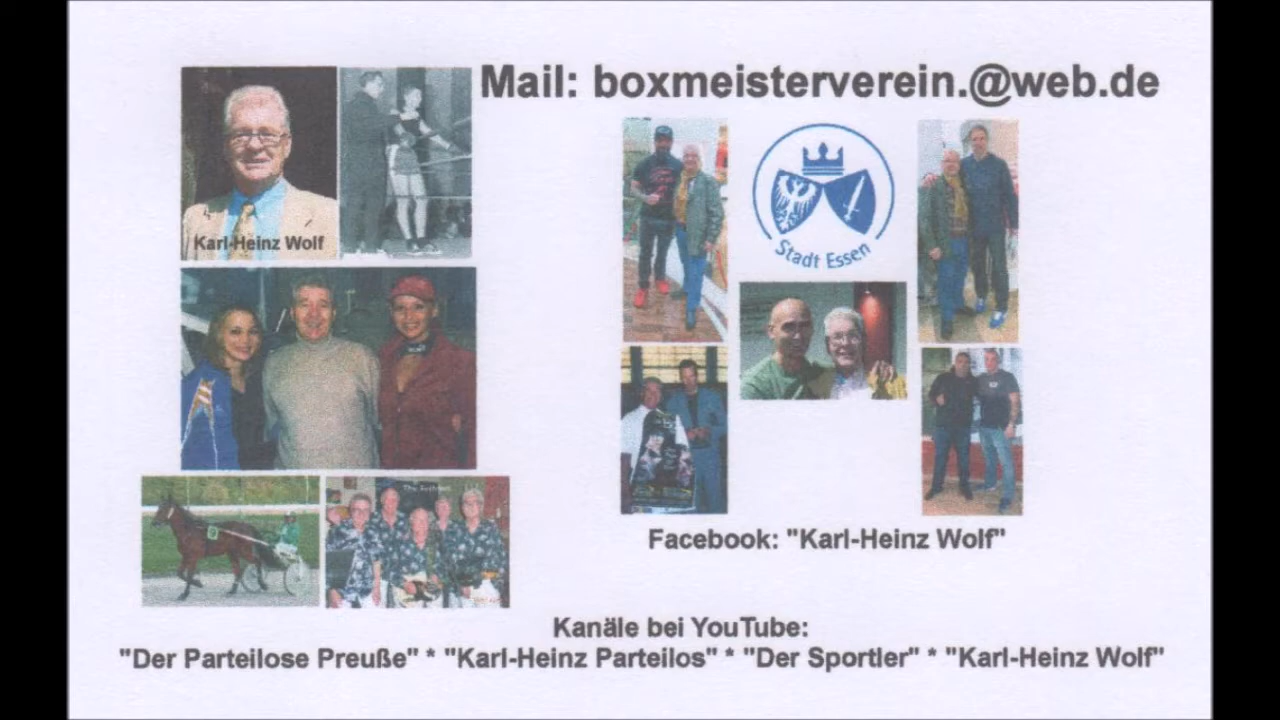 Mail: boxmeisterverein.@web.de
Karl-Heinz Wolf
Stadt Essen
Facebook: "Karl-Heinz Wolf"
Kanäle bei YouTube:
"Der Parteilose Preuße" * "Karl-Heinz Parteilos" * "Der Sportler" * "Karl-Heinz Wolf"